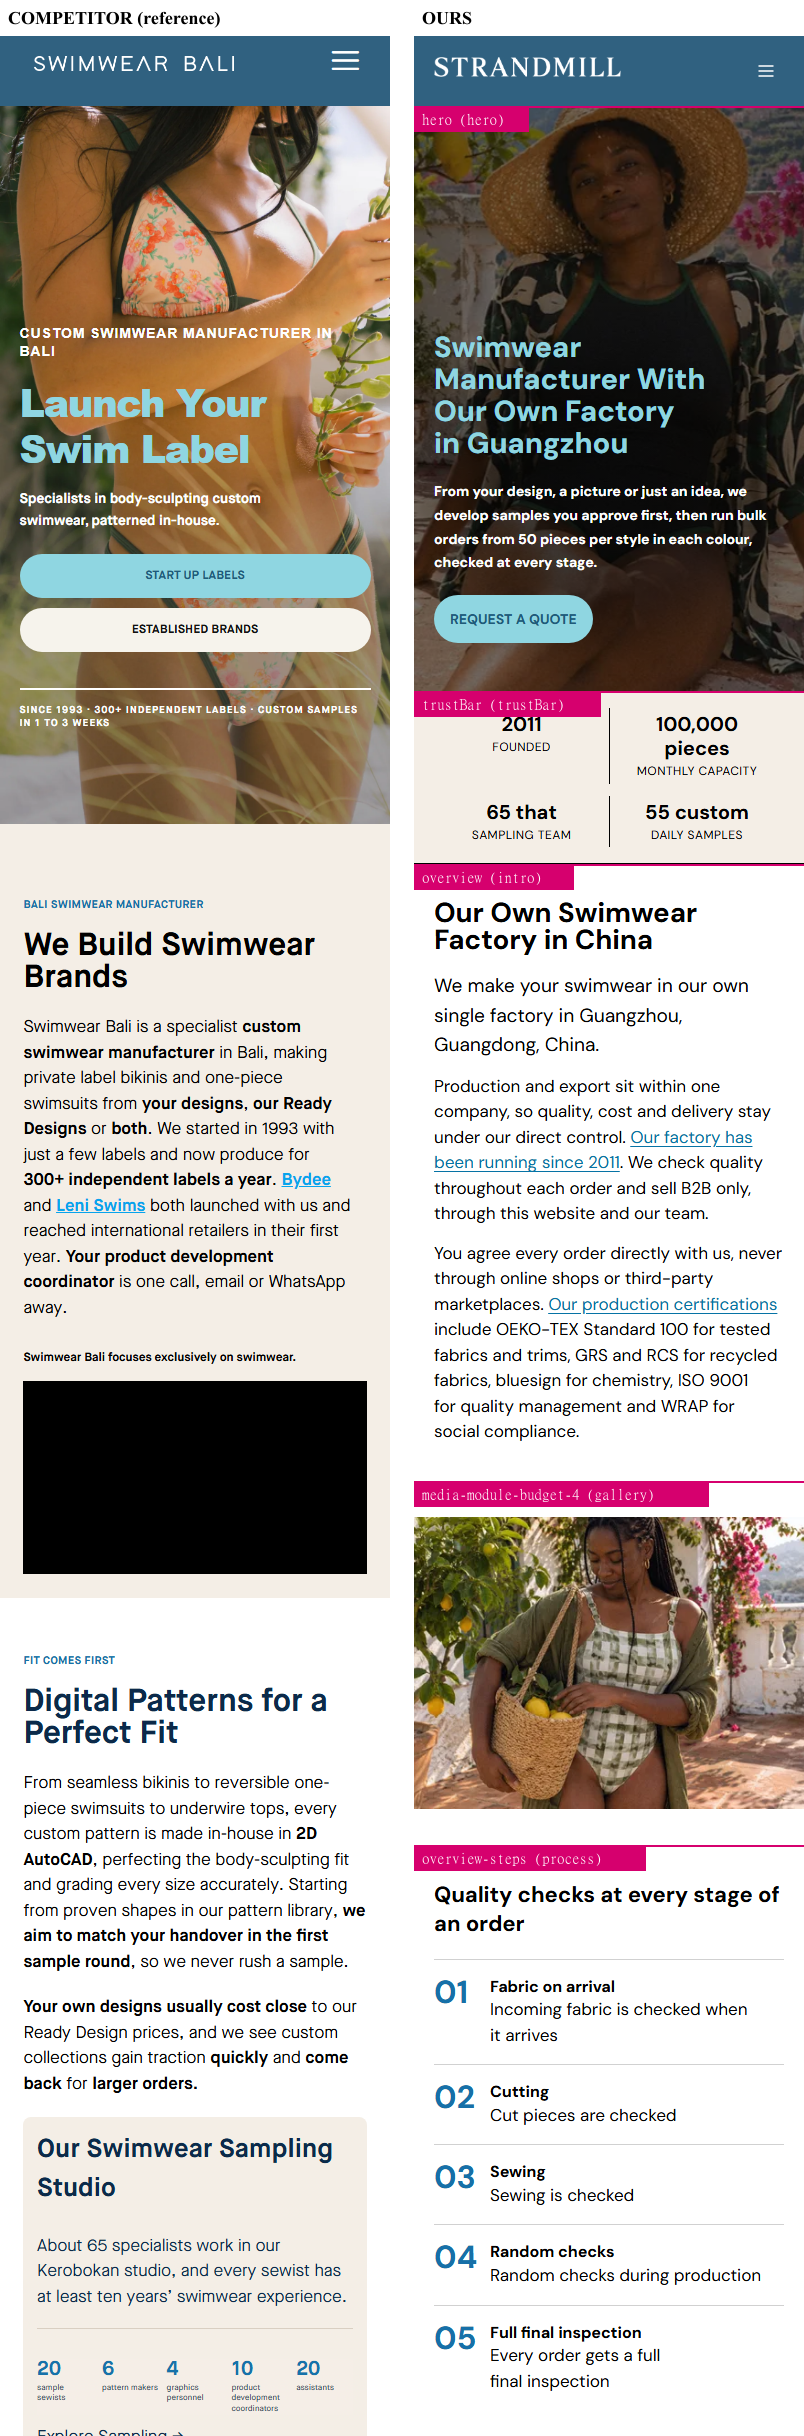 COMPETITOR (reference)
SWIMWEAR BALI
CUSTOM SWIMWEAR MANUFACTURER IN
BALI
Launch Your
Swim Label
Specialists in body-sculpting custom
swimwear, patterned in-house.
START UP LABELS
ESTABLISHED BRANDS
SINCE 1993 · 300+ INDEPENDENT LABELS · CUSTOM SAMPLES
IN 1 TO 3 WEEKS
BALI SWIMWEAR MANUFACTURER
We Build Swimwear
Brands
Swimwear Bali is a specialist custom
swimwear manufacturer in Bali, making
private label bikinis and one-piece
swimsuits from your designs, our Ready
Designs or both. We started in 1993 with
just a few labels and now produce for
300+ independent labels a year. Bydee
and Leni Swims both launched with us and
reached international retailers in their first
year. Your product development
coordinator is one call, email or WhatsApp
away.
Swimwear Bali focuses exclusively on swimwear.
FIT COMES FIRST
Digital Patterns for a
Perfect Fit
From seamless bikinis to reversible one-
piece swimsuits to underwire tops, every
custom pattern is made in-house in 2D
AutoCAD, perfecting the body-sculpting fit
and grading every size accurately. Starting
from proven shapes in our pattern library, we
aim to match your handover in the first
sample round, so we never rush a sample.
Your own designs usually cost close to our
Ready Design prices, and we see custom
collections gain traction quickly and come
back for larger orders.
Our Swimwear Sampling
Studio
About 65 specialists work in our
Kerobokan studio, and every sewist has
at least ten years’ swimwear experience.
20
sample
sewists
6
pattern makers
4
graphics
personnel
10
product
development
coordinators
20
assistants
Explore Sampling →
OURS
STRANDMILL
hero (hero)
Swimwear
Manufacturer With
Our Own Factory
in Guangzhou
From your design, a picture or just an idea, we
develop samples you approve first, then run bulk
orders from 50 pieces per style in each colour,
checked at every stage.
REQUEST A QUOTE
trustBar (trustBar)
2011
FOUNDED
100,000
pieces
MONTHLY CAPACITY
65 that
SAMPLING TEAM
55 custom
DAILY SAMPLES
overview (intro)
Our Own Swimwear
Factory in China
We make your swimwear in our own
single factory in Guangzhou,
Guangdong, China.
Production and export sit within one
company, so quality, cost and delivery stay
under our direct control. Our factory has
been running since 2011. We check quality
throughout each order and sell B2B only,
through this website and our team.
You agree every order directly with us, never
through online shops or third-party
marketplaces. Our production certifications
include OEKO-TEX Standard 100 for tested
fabrics and trims, GRS and RCS for recycled
fabrics, bluesign for chemistry, ISO 9001
for quality management and WRAP for
social compliance.
media-module-budget-4 (gallery)
overview-steps (process)
Quality checks at every stage of
an order
01
Fabric on arrival
Incoming fabric is checked when
it arrives
02
Cutting
Cut pieces are checked
03
Sewing
Sewing is checked
04
Random checks
Random checks during production
05
Full final inspection
Every order gets a full
final inspection